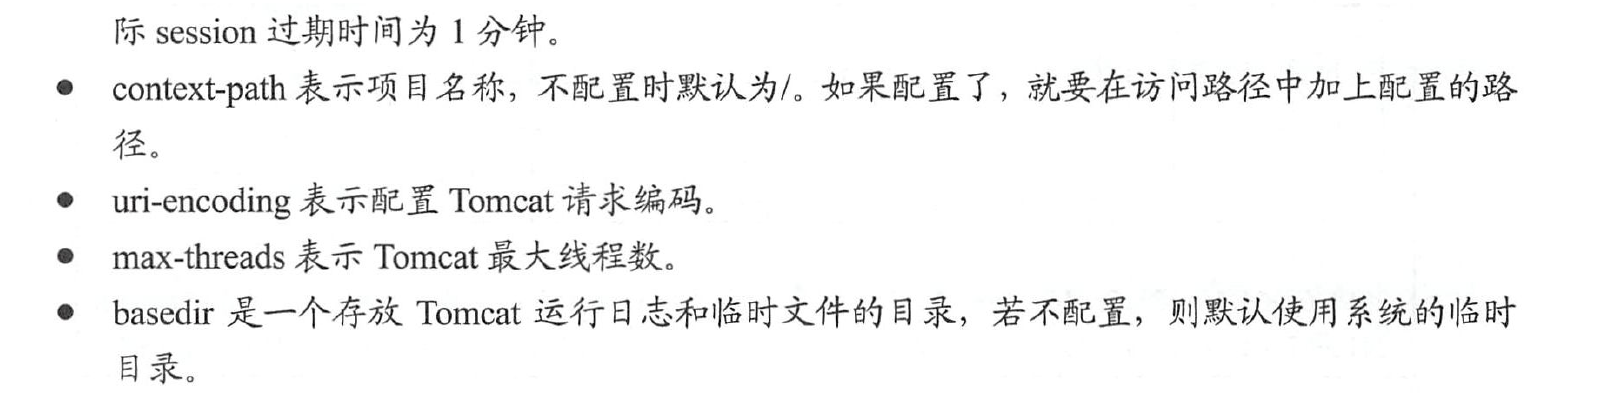 际 session 过期时间为 1 分钟。
● context-path 表示项目名称，不配置时默认为/。如果配置了，就要在访问路径中加上配置的路
径。
● uri-encoding 表示配置 Tomcat 请求编码。
● max-threads 表示 Tomcat 最大线程数。
● basedir 是一个存放 Tomcat 运行日志和临时文件的目录，若不配置，则默认使用系统的临时
目录。